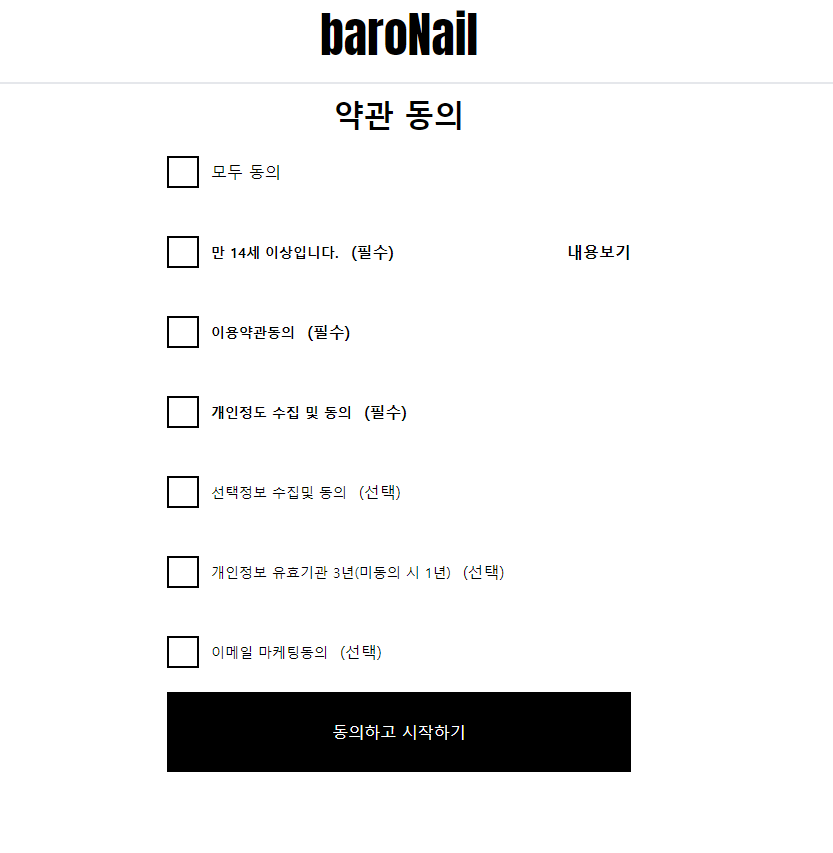 baroNail
약관 동의
모두 동의
만 14세 이상입니다. (필수) 내용보기
이용약관동의 (필수)
개인정도 수집 및 동의 (필수)
선택정보 수집및 동의 (선택)
개인정보 유효기관 3년(미동의 시 1년) (선택)
이메일 마케팅동의 (선택)
동의하고 시작하기